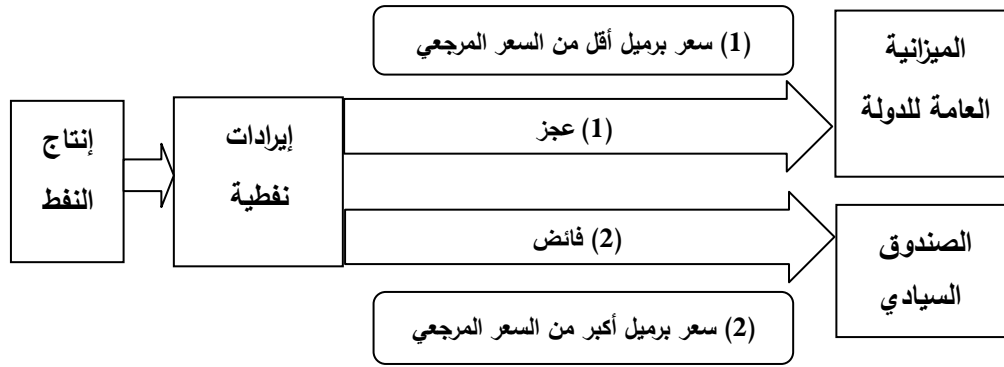 (1) سعر برميل أقل من السعر المرجعي
الميزانية
العامة للدولة
إنتاج
النفط
إيرادات
نفطية
(1) عجز
(2) فائض
الصندوق
السيادي
(2) سعر برميل أكبر من السعر المرجعي